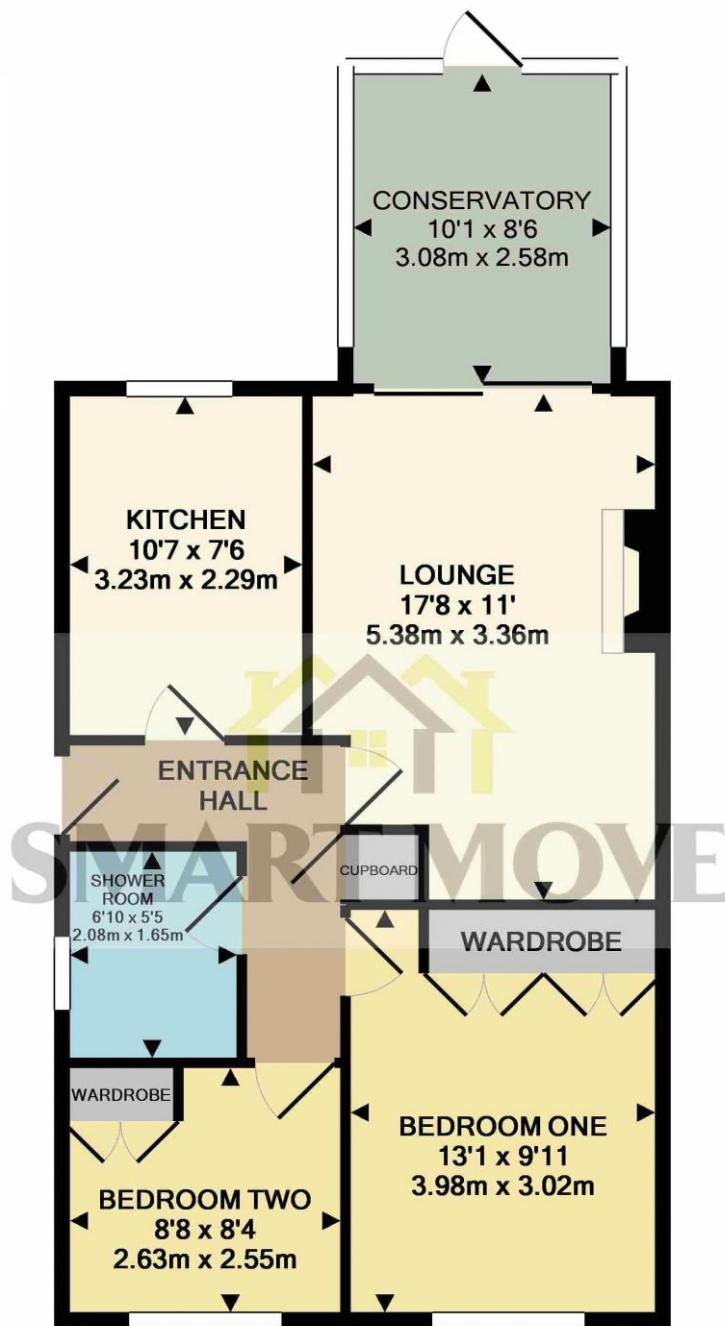 CONSERVATORY
10'1 x 8'6
3.08m x 2.58m
KITCHEN
10'7 x 7'6
3.23m x 2.29m
LOUNGE
17'8 x 11'
5.38m x 3.36m
ENTRANCE
HALL
SMART MOVE
CUPBOARD
SHOWER
ROOM
6'10 x 5'5
2.08m x 1.65m
WARDROBE
WARDROBE
BEDROOM ONE
13'1 x 9'11
3.98m x 3.02m
BEDROOM TWO
8'8 x 8'4
2.63m x 2.55m